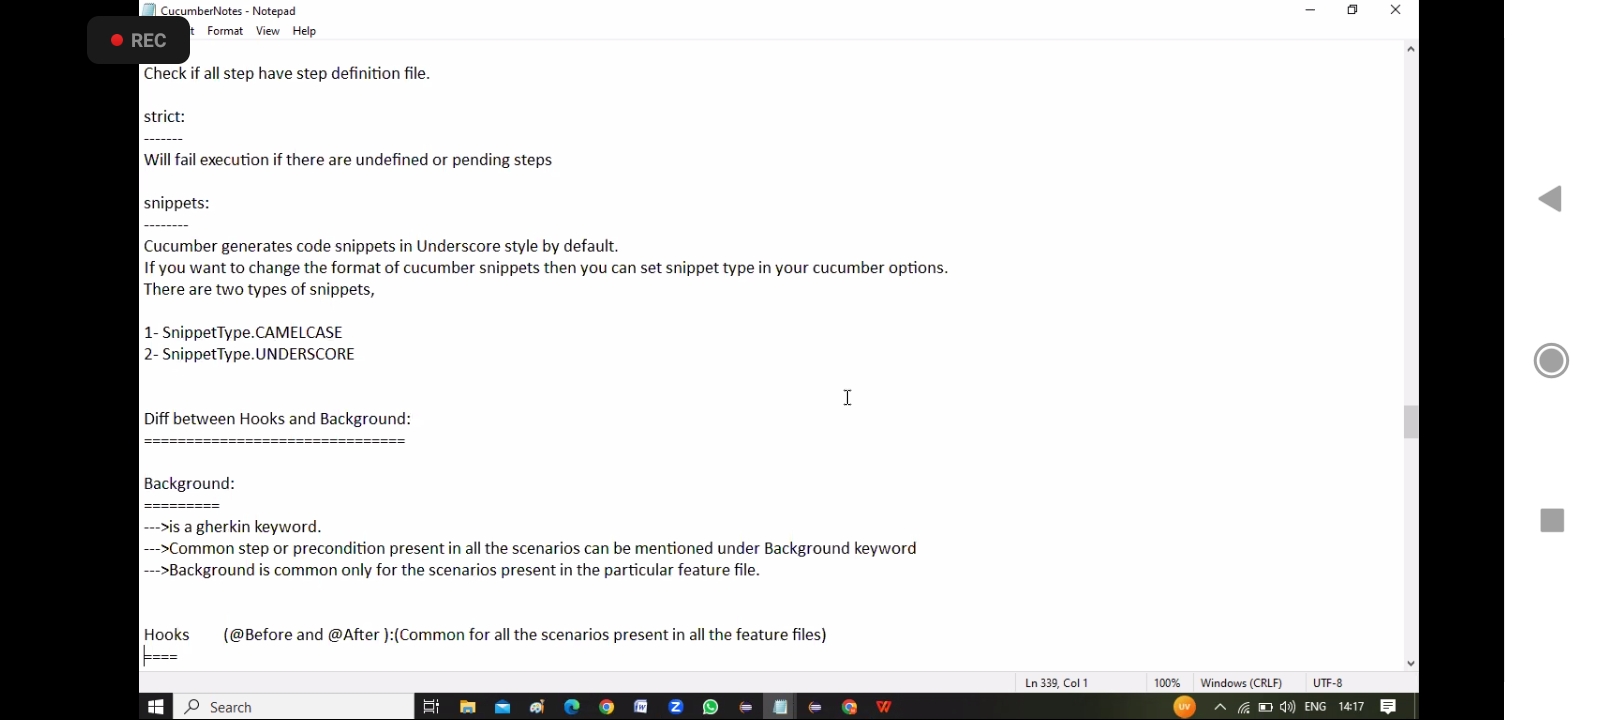 CucumberNotes - Notepad
REC
t Format View Help
Check if all step have step definition file.
strict:
-------
Will fail execution if there are undefined or pending steps
snippets:
--------
Cucumber generates code snippets in Underscore style by default.
If you want to change the format of cucumber snippets then you can set snippet type in your cucumber options.
There are two types of snippets,
1- SnippetType.CAMELCASE
2- SnippetType.UNDERSCORE
Diff between Hooks and Background:
===============================
Background:
=========
--->is a gherkin keyword.
--->Common step or precondition present in all the scenarios can be mentioned under Background keyword
--->Background is common only for the scenarios present in the particular feature file.
Hooks (@Before and @After ):(Common for all the scenarios present in all the feature files)
====
Ln 339, Col 1 100% Windows (CRLF) UTF-8
Search UV ENG 14:17